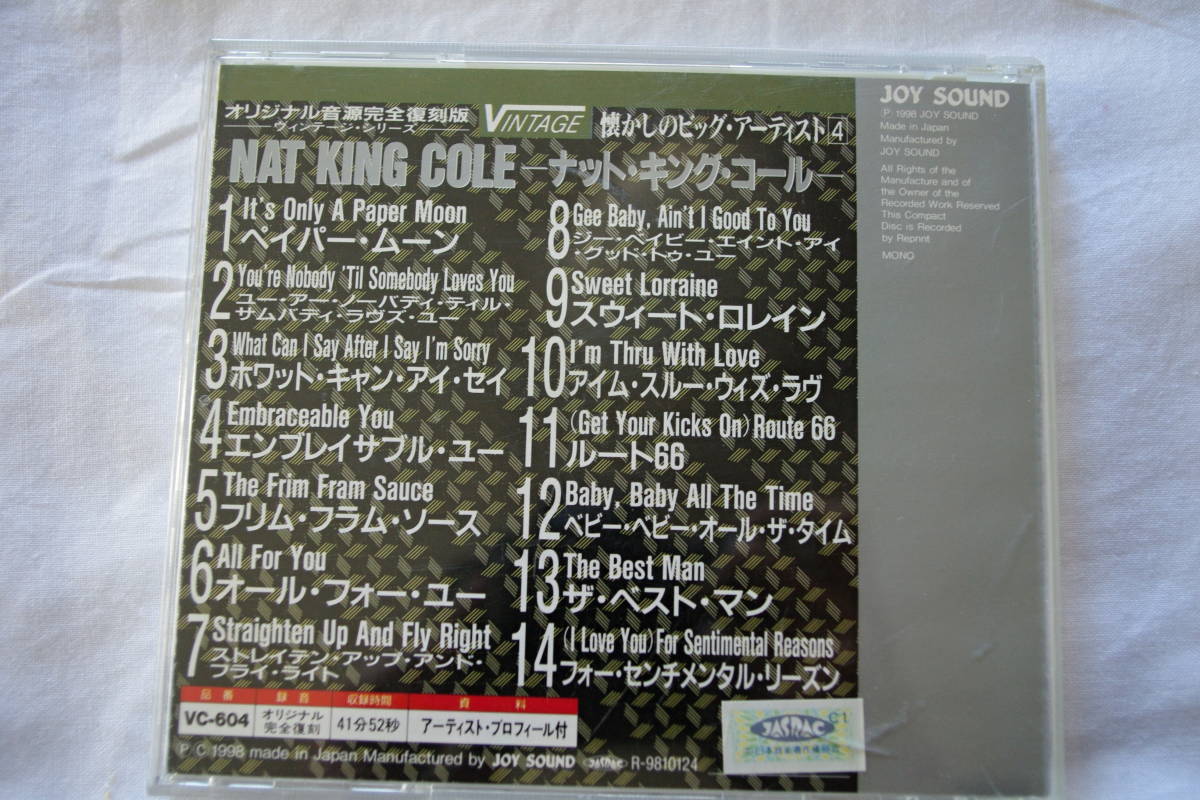 オリジナル音源完全復刻版
ヴィンテージ・シリーズ
VINTAGE
懐かしのビッグ・アーティスト4
NAT KING COLE ―ナット・キング・コール―
1 It's Only A Paper Moon
ペイパー・ムーン
2 You're Nobody 'Til Somebody Loves You
ユー・アー・ノーバディ・ティル・
サムバディ・ラヴズ・ユー
3 What Can I Say After I Say I'm Sorry
ホワット・キャン・アイ・セイ
4 Embraceable You
エンブレイサブル・ユー
5 The Frim Fram Sauce
フリム・フラム・ソース
6 All For You
オール・フォー・ユー
7 Straighten Up And Fly Right
ストレイテン・アップ・アンド・
フライ・ライト
8 Gee Baby, Ain't I Good To You
ジー・ベイビー・エイント・アイ
・グッド・トゥ・ユー
9 Sweet Lorraine
スウィート・ロレイン
10 I'm Thru With Love
アイム・スルー・ウィズ・ラヴ
11 (Get Your Kicks On) Route 66
ルート66
12 Baby, Baby All The Time
ベビー・ベビー・オール・ザ・タイム
13 The Best Man
ザ・ベスト・マン
14 (I Love You) For Sentimental Reasons
フォー・センチメンタル・リーズン
品番 録音 収録時間 資料
VC-604 オリジナル完全復刻 41分52秒 アーティスト・プロフィール付
P/C 1998 made in Japan Manufactured by JOY SOUND JASRAC R-9810124
JOY SOUND
Ⓟ 1998 JOY SOUND
Made in Japan
Manufactured by
JOY SOUND
All Rights of the
Manufacture and of
the Owner of the
Recorded Work Reserved
This Compact
Disc is Recorded
by Reprint
MONO
C1
JASRAC
日本音楽著作権協会